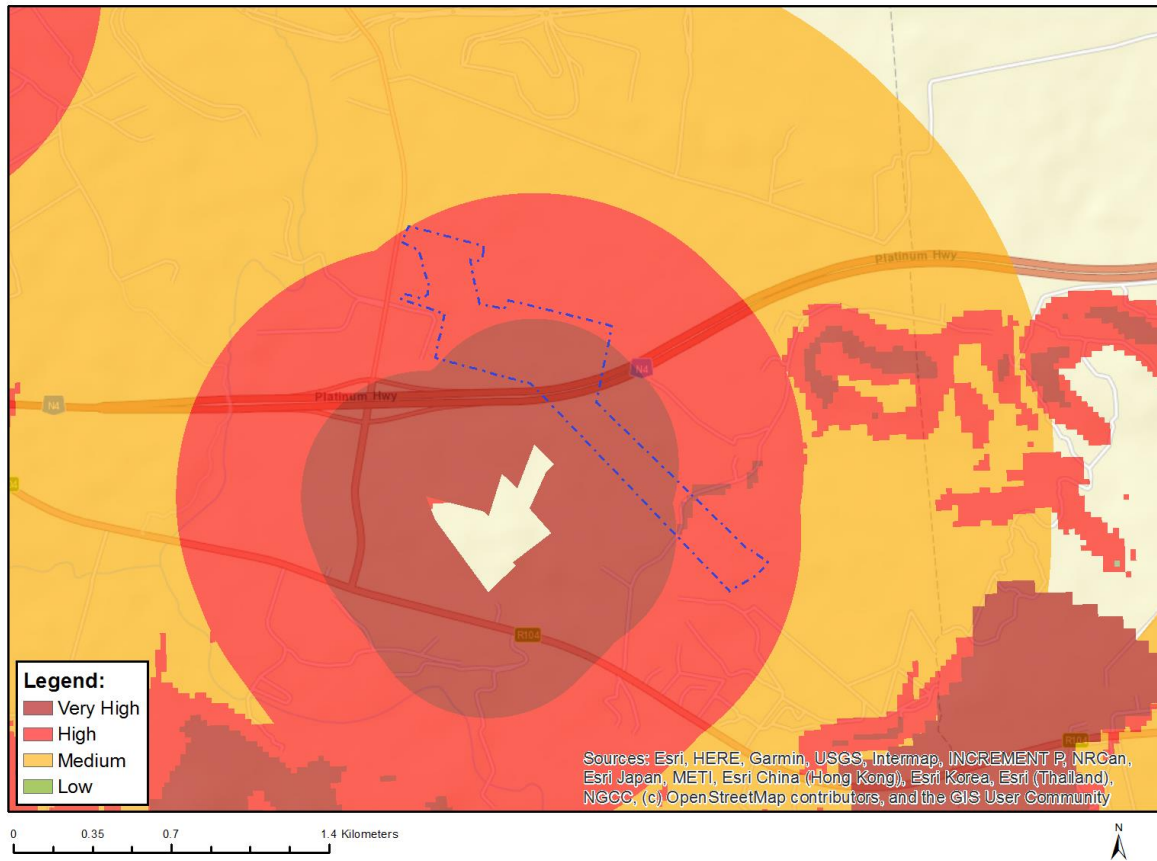 Platinum Hwy
N4
Platinum Hwy
N4
R104
R104
Legend:
Very High
High
Medium
Low
Sources: Esri, HERE, Garmin, USGS, Intermap, INCREMENT P, NRCan,
Esri Japan, METI, Esri China (Hong Kong), Esri Korea, Esri (Thailand),
NGCC, (c) OpenStreetMap contributors, and the GIS User Community
0 0.35 0.7 1.4 Kilometers
N